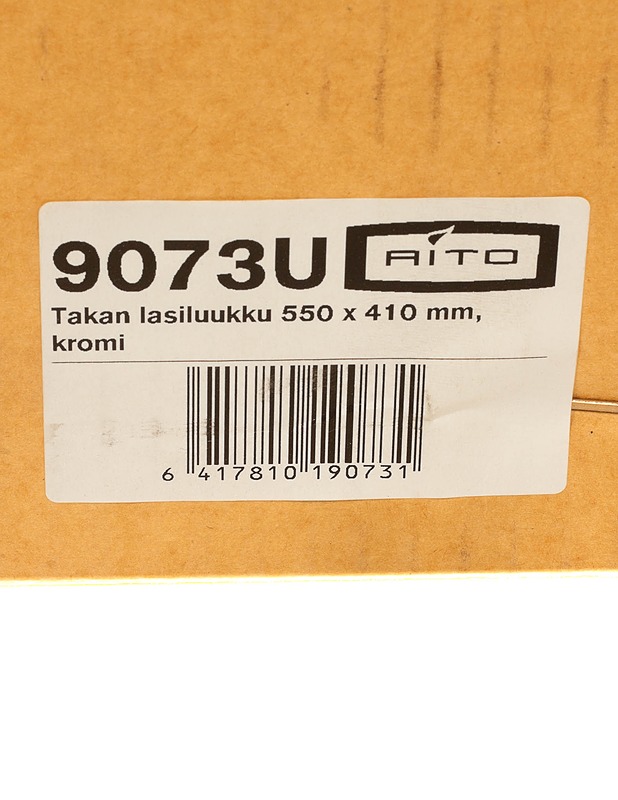 9073U
AITO
Takan lasiluukku 550 x 410 mm,
kromi
6 417810 190731